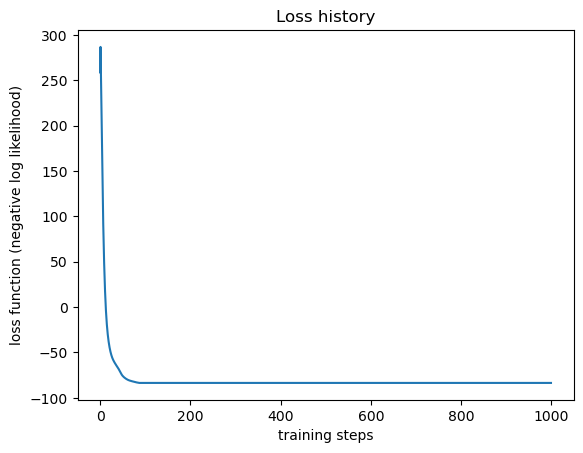 Loss history
loss function (negative log likelihood)
300
250
200
150
100
50
0
−50
−100
0 200 400 600 800 1000
training steps